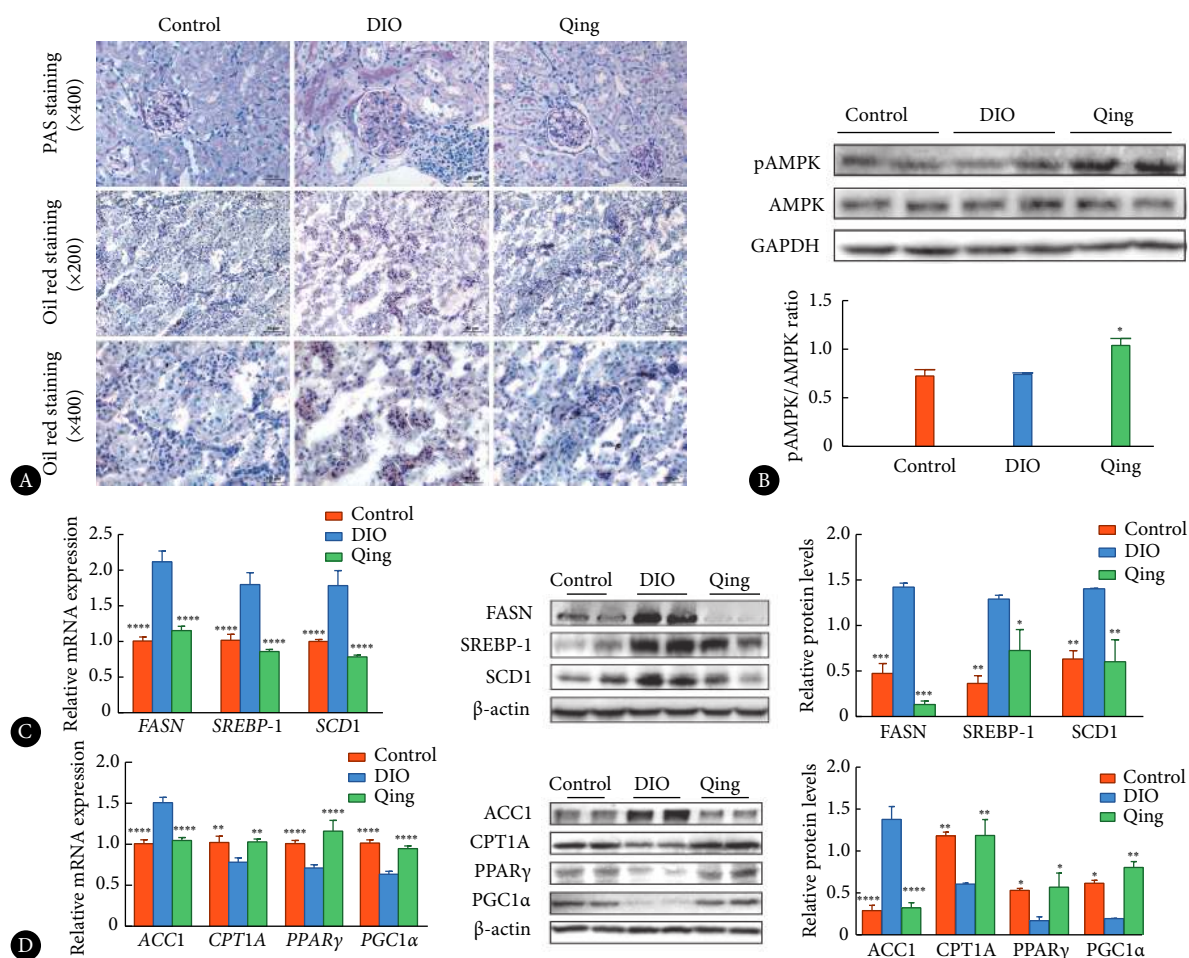 Control DIO Qing
PAS staining
(×400)
Oil red staining
(×200)
Oil red staining
(×400)
A
Control DIO Qing
pAMPK
AMPK
GAPDH
pAMPK/AMPK ratio
1.5
1.0
0.5
0
*
Control DIO Qing
B
Relative mRNA expression
2.5
2.0
1.5
1.0
0.5
0
Control
DIO
Qing
**** **** **** **** **** ****
FASN SREBP-1 SCD1
Control DIO Qing
FASN
SREBP-1
SCD1
β-actin
Relative protein levels
2.0
1.5
1.0
0.5
0
Control
DIO
Qing
*** *** ** * ** **
FASN SREBP-1 SCD1
C
Relative mRNA expression
2.0
1.5
1.0
0.5
0
Control
DIO
Qing
**** **** ** ** **** **** **** ****
ACC1 CPT1A PPARγ PGC1α
Control DIO Qing
ACC1
CPT1A
PPARγ
PGC1α
β-actin
Relative protein levels
2.0
1.5
1.0
0.5
0
Control
DIO
Qing
**** **** ** ** * * * **
ACC1 CPT1A PPARγ PGC1α
D